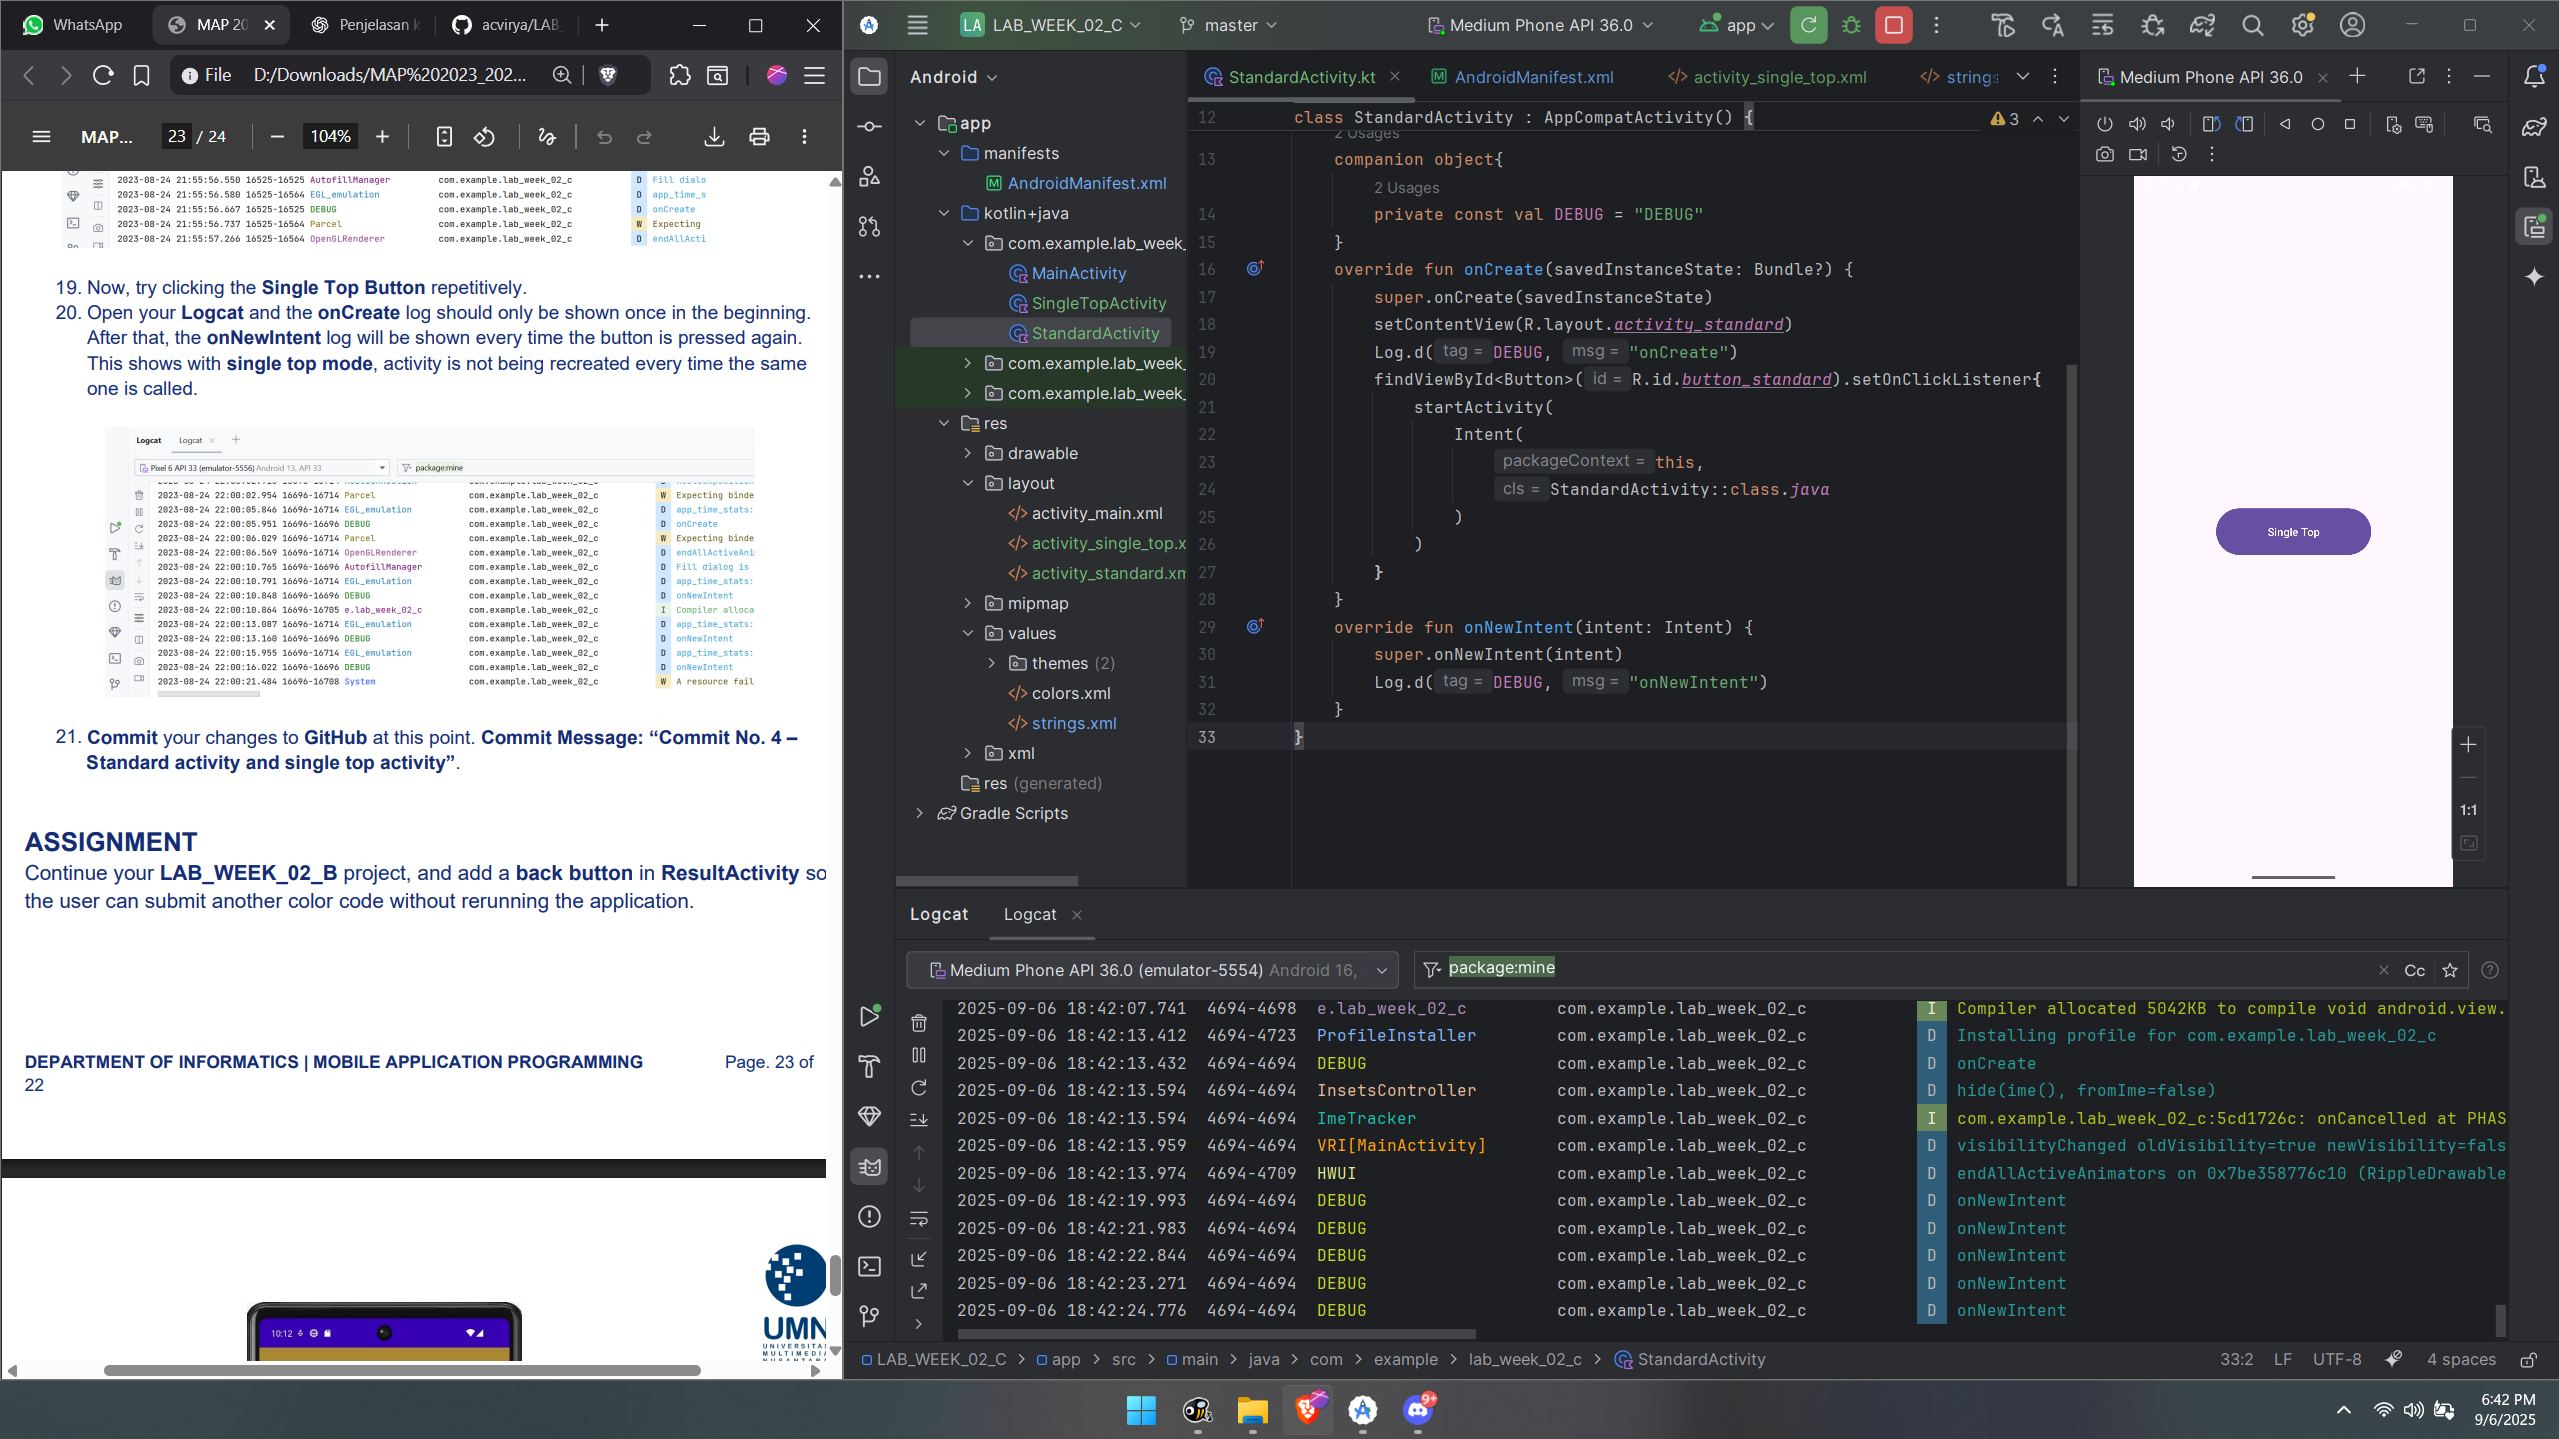 WhatsApp
MAP 20
Penjelasan k
acvirya/LAB_
File D:/Downloads/MAP%202023_202...
MAP... 23 / 24 104%
2023-08-24 21:55:56.550 16525-16525 AutofillManager com.example.lab_week_02_c D Fill dialo
2023-08-24 21:55:56.580 16525-16564 EGL_emulation com.example.lab_week_02_c D app_time_s
2023-08-24 21:55:56.667 16525-16525 DEBUG com.example.lab_week_02_c D onCreate
2023-08-24 21:55:56.737 16525-16564 Parcel com.example.lab_week_02_c W Expecting
2023-08-24 21:55:57.266 16525-16564 OpenGLRenderer com.example.lab_week_02_c D endAllActi
19. Now, try clicking the Single Top Button repetitively.
20. Open your Logcat and the onCreate log should only be shown once in the beginning.
After that, the onNewIntent log will be shown every time the button is pressed again.
This shows with single top mode, activity is not being recreated every time the same
one is called.
Logcat Logcat
Pixel 6 API 33 (emulator-5556) Android 13, API 33 package:mine
2023-08-24 22:00:02.954 16696-16714 Parcel com.example.lab_week_02_c W Expecting binde
2023-08-24 22:00:05.846 16696-16714 EGL_emulation com.example.lab_week_02_c D app_time_stats:
2023-08-24 22:00:05.951 16696-16696 DEBUG com.example.lab_week_02_c D onCreate
2023-08-24 22:00:06.029 16696-16714 Parcel com.example.lab_week_02_c W Expecting binde
2023-08-24 22:00:06.569 16696-16714 OpenGLRenderer com.example.lab_week_02_c D endAllActiveAni
2023-08-24 22:00:10.765 16696-16696 AutofillManager com.example.lab_week_02_c D Fill dialog is
2023-08-24 22:00:10.791 16696-16714 EGL_emulation com.example.lab_week_02_c D app_time_stats:
2023-08-24 22:00:10.848 16696-16696 DEBUG com.example.lab_week_02_c D onNewIntent
2023-08-24 22:00:10.864 16696-16705 e.lab_week_02_c com.example.lab_week_02_c I Compiler alloca
2023-08-24 22:00:13.087 16696-16714 EGL_emulation com.example.lab_week_02_c D app_time_stats:
2023-08-24 22:00:13.160 16696-16696 DEBUG com.example.lab_week_02_c D onNewIntent
2023-08-24 22:00:15.955 16696-16714 EGL_emulation com.example.lab_week_02_c D app_time_stats:
2023-08-24 22:00:16.022 16696-16696 DEBUG com.example.lab_week_02_c D onNewIntent
2023-08-24 22:00:21.484 16696-16708 System com.example.lab_week_02_c W A resource fail
21. Commit your changes to GitHub at this point. Commit Message: “Commit No. 4 –
Standard activity and single top activity”.
ASSIGNMENT
Continue your LAB_WEEK_02_B project, and add a back button in ResultActivity so
the user can submit another color code without rerunning the application.
DEPARTMENT OF INFORMATICS | MOBILE APPLICATION PROGRAMMING Page. 23 of
22
UMN
UNIVERSITAS
MULTIMEDIA
10:12
LA LAB_WEEK_02_C master Medium Phone API 36.0 app
Android
app
manifests
AndroidManifest.xml
kotlin+java
com.example.lab_week_
MainActivity
SingleTopActivity
StandardActivity
com.example.lab_week_
com.example.lab_week_
res
drawable
layout
activity_main.xml
activity_single_top.x
activity_standard.xm
mipmap
values
themes (2)
colors.xml
strings.xml
xml
res (generated)
Gradle Scripts
StandardActivity.kt AndroidManifest.xml activity_single_top.xml string
12 class StandardActivity : AppCompatActivity() { 3
2 Usages
13 companion object{
2 Usages
14 private const val DEBUG = "DEBUG"
15 }
16 override fun onCreate(savedInstanceState: Bundle?) {
17 super.onCreate(savedInstanceState)
18 setContentView(R.layout.activity_standard)
19 Log.d( tag = DEBUG, msg = "onCreate")
20 findViewById<Button>( id = R.id.button_standard).setOnClickListener{
21 startActivity(
22 Intent(
23 packageContext = this,
24 cls = StandardActivity::class.java
25 )
26 )
27 }
28 }
29 override fun onNewIntent(intent: Intent) {
30 super.onNewIntent(intent)
31 Log.d( tag = DEBUG, msg = "onNewIntent")
32 }
33 }
Medium Phone API 36.0
Single Top
1:1
Logcat Logcat
Medium Phone API 36.0 (emulator-5554) Android 16, package:mine Cc
2025-09-06 18:42:07.741 4694-4698 e.lab_week_02_c com.example.lab_week_02_c I Compiler allocated 5042KB to compile void android.view.
2025-09-06 18:42:13.412 4694-4723 ProfileInstaller com.example.lab_week_02_c D Installing profile for com.example.lab_week_02_c
2025-09-06 18:42:13.432 4694-4694 DEBUG com.example.lab_week_02_c D onCreate
2025-09-06 18:42:13.594 4694-4694 InsetsController com.example.lab_week_02_c D hide(ime(), fromIme=false)
2025-09-06 18:42:13.594 4694-4694 ImeTracker com.example.lab_week_02_c I com.example.lab_week_02_c:5cd1726c: onCancelled at PHAS
2025-09-06 18:42:13.959 4694-4694 VRI[MainActivity] com.example.lab_week_02_c D visibilityChanged oldVisibility=true newVisibility=fals
2025-09-06 18:42:13.974 4694-4709 HWUI com.example.lab_week_02_c D endAllActiveAnimators on 0x7be358776c10 (RippleDrawable
2025-09-06 18:42:19.993 4694-4694 DEBUG com.example.lab_week_02_c D onNewIntent
2025-09-06 18:42:21.983 4694-4694 DEBUG com.example.lab_week_02_c D onNewIntent
2025-09-06 18:42:22.844 4694-4694 DEBUG com.example.lab_week_02_c D onNewIntent
2025-09-06 18:42:23.271 4694-4694 DEBUG com.example.lab_week_02_c D onNewIntent
2025-09-06 18:42:24.776 4694-4694 DEBUG com.example.lab_week_02_c D onNewIntent
LAB_WEEK_02_C > app > src > main > java > com > example > lab_week_02_c > StandardActivity 33:2 LF UTF-8 4 spaces
9+
6:42 PM
9/6/2025